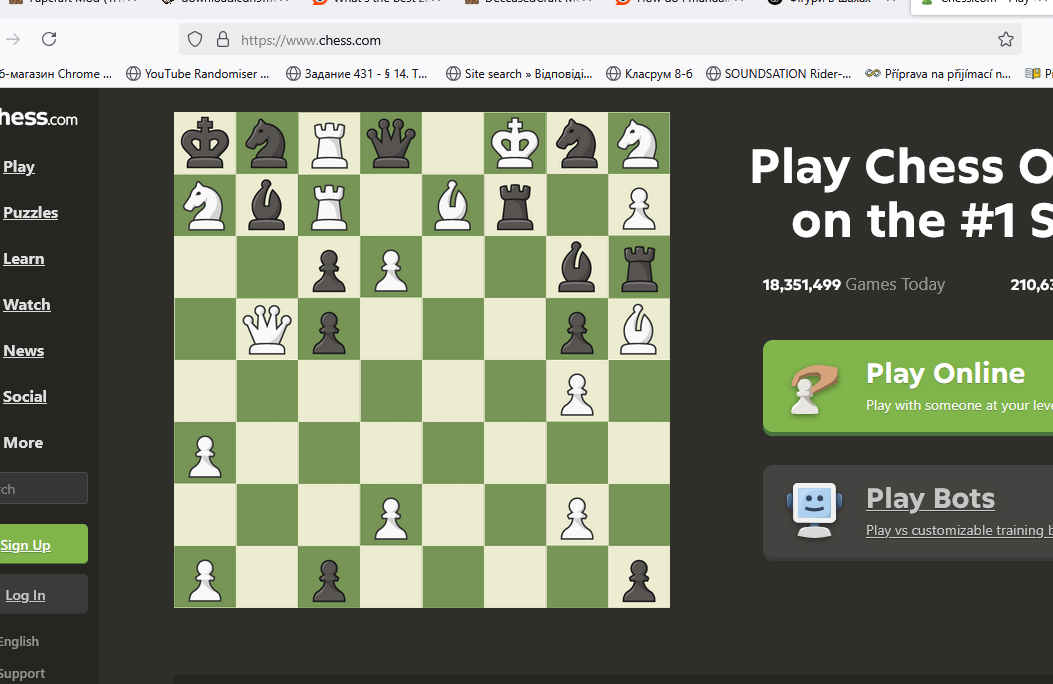 https://www.chess.com
б-магазин Chrome ... YouTube Randomiser ... Задание 431 - § 14. Т... Site search » Відповіді... Класрум 8-б SOUNDSATION Rider-... Příprava na přijímací n...
hess.com
Play
Puzzles
Learn
Watch
News
Social
More
rch
Sign Up
Log In
English
Support
Play Chess O
on the #1 S
18,351,499 Games Today 210,63
Play Online
Play with someone at your leve
Play Bots
Play vs customizable training b